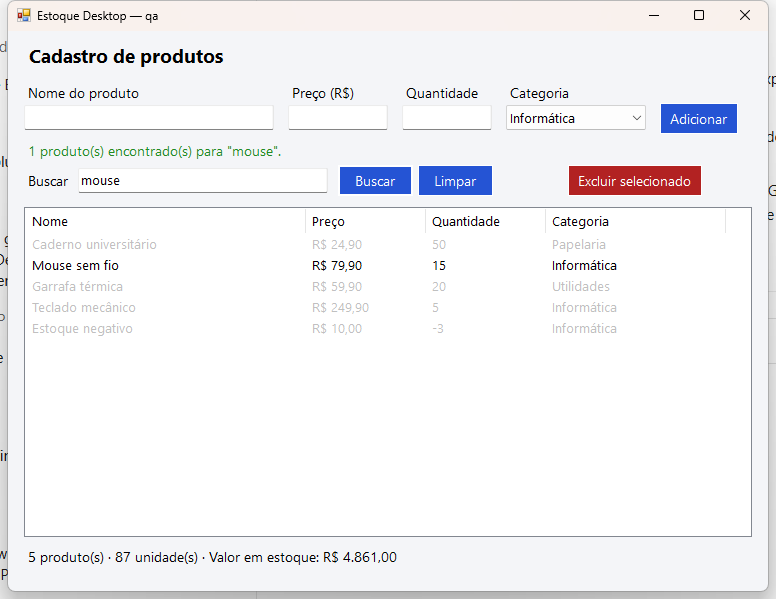 Estoque Desktop — qa
Cadastro de produtos
Nome do produto Preço (R$) Quantidade Categoria
Informática Adicionar
1 produto(s) encontrado(s) para "mouse".
Buscar mouse Buscar Limpar Excluir selecionado
Nome Preço Quantidade Categoria
Caderno universitário R$ 24,90 50 Papelaria
Mouse sem fio R$ 79,90 15 Informática
Garrafa térmica R$ 59,90 20 Utilidades
Teclado mecânico R$ 249,90 5 Informática
Estoque negativo R$ 10,00 -3 Informática
5 produto(s) · 87 unidade(s) · Valor em estoque: R$ 4.861,00